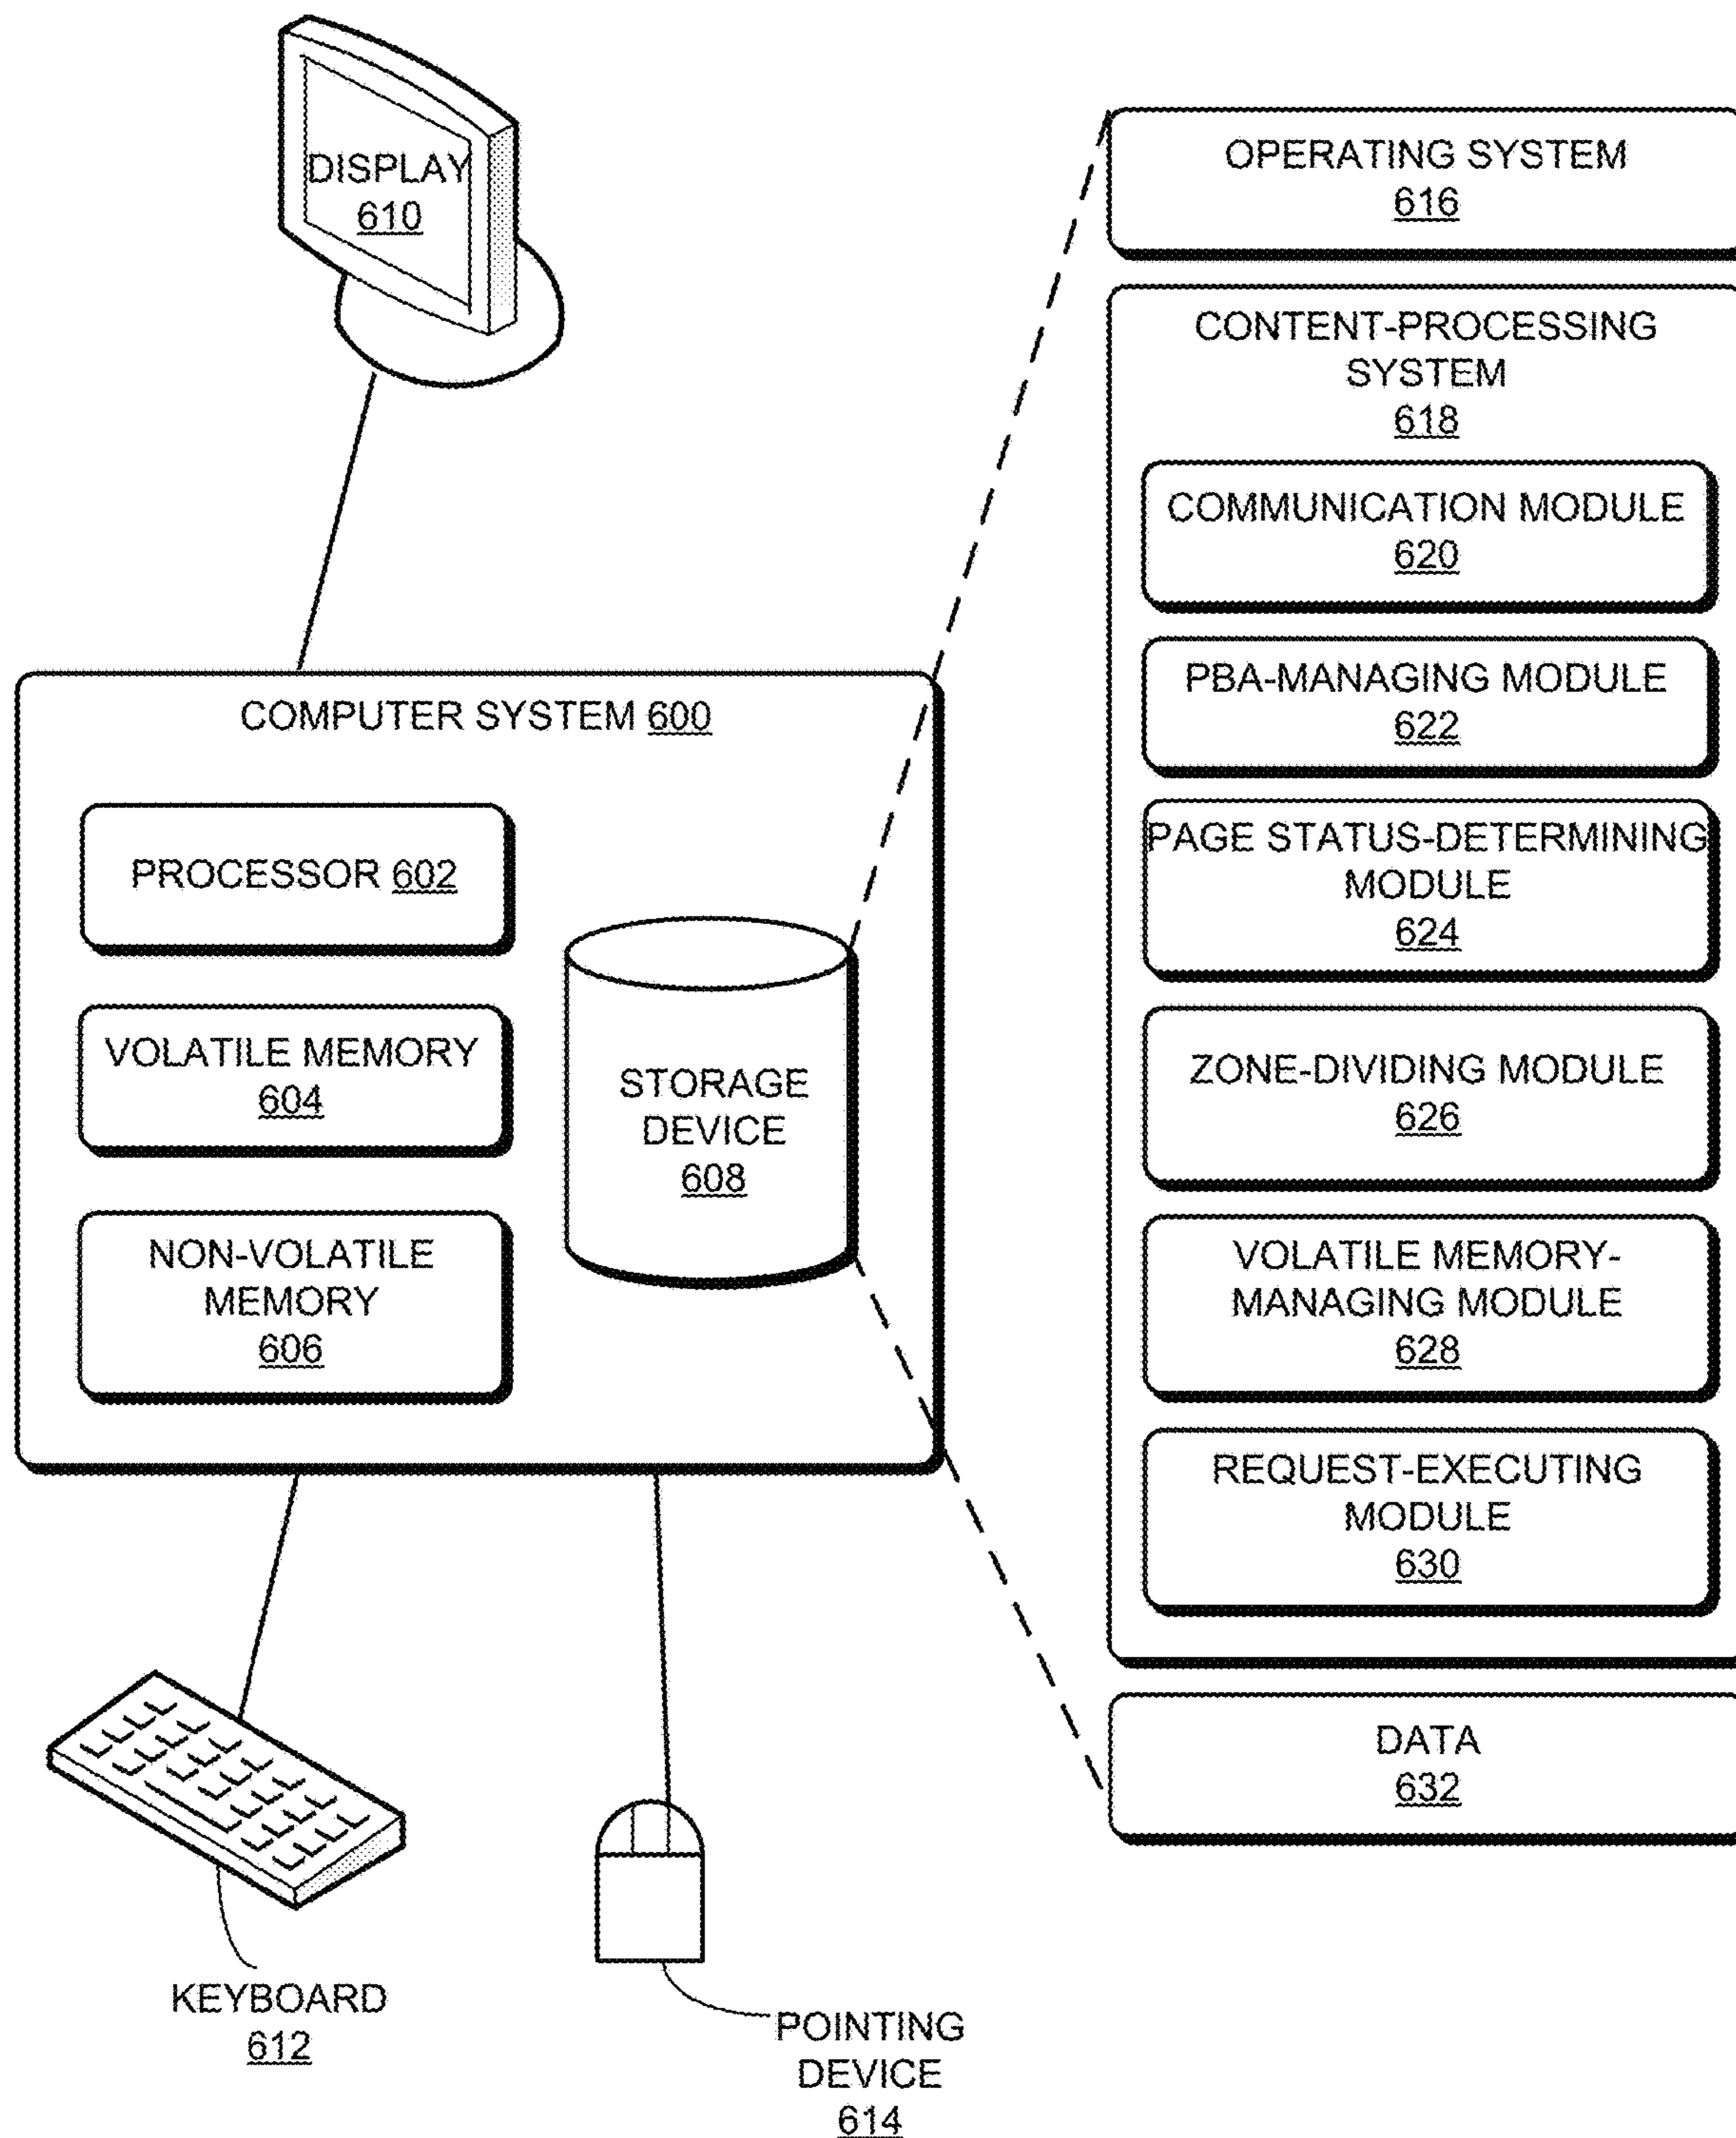 DISPLAY
610
COMPUTER SYSTEM 600
PROCESSOR 602
VOLATILE MEMORY
604
NON-VOLATILE
MEMORY
606
STORAGE
DEVICE
608
KEYBOARD
612
POINTING
DEVICE
614
OPERATING SYSTEM
616
CONTENT-PROCESSING
SYSTEM
618
COMMUNICATION MODULE
620
PBA-MANAGING MODULE
622
PAGE STATUS-DETERMINING
MODULE
624
ZONE-DIVIDING MODULE
626
VOLATILE MEMORY-
MANAGING MODULE
628
REQUEST-EXECUTING
MODULE
630
DATA
632